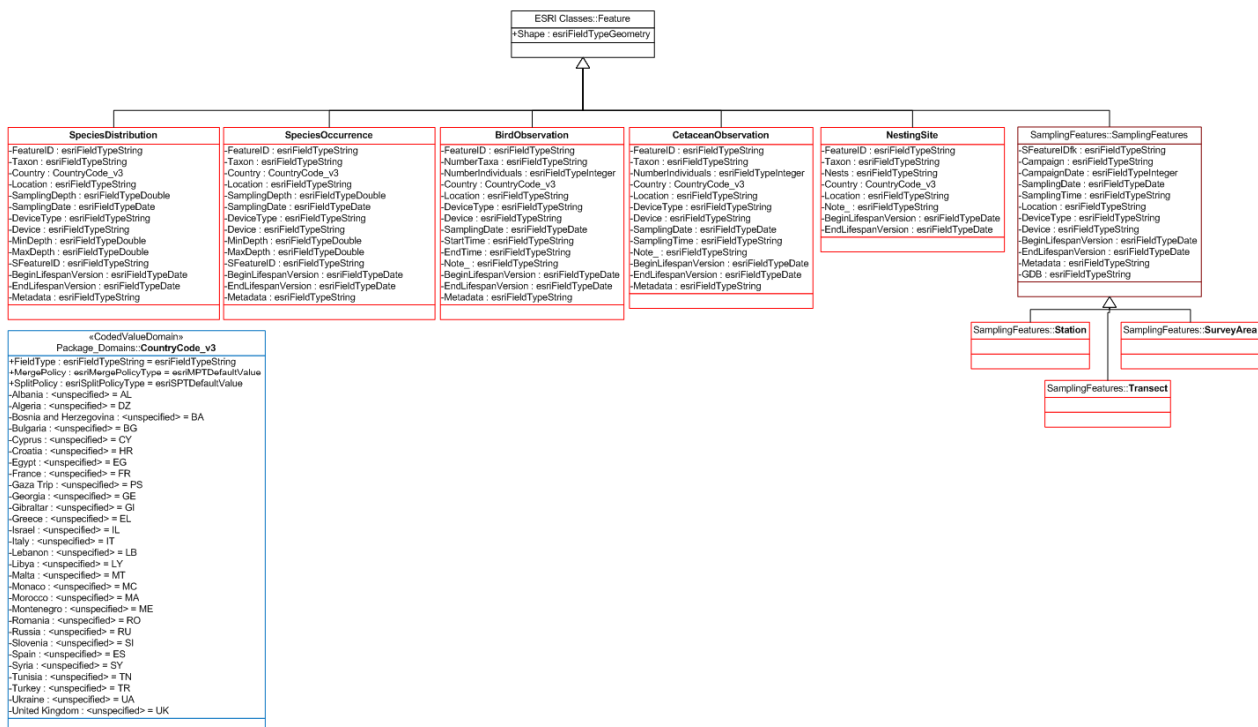 ESRI Classes::Feature
+Shape : esriFieldTypeGeometry
SpeciesDistribution
-FeatureID : esriFieldTypeString
-Taxon : esriFieldTypeString
-Country : CountryCode_v3
-Location : esriFieldTypeString
-SamplingDepth : esriFieldTypeDouble
-SamplingDate : esriFieldTypeDate
-DeviceType : esriFieldTypeString
-Device : esriFieldTypeString
-MinDepth : esriFieldTypeDouble
-MaxDepth : esriFieldTypeDouble
-SFeatureID : esriFieldTypeString
-BeginLifespanVersion : esriFieldTypeDate
-EndLifespanVersion : esriFieldTypeDate
-Metadata : esriFieldTypeString
SpeciesOccurrence
-FeatureID : esriFieldTypeString
-Taxon : esriFieldTypeString
-Country : CountryCode_v3
-Location : esriFieldTypeString
-SamplingDepth : esriFieldTypeDouble
-SamplingDate : esriFieldTypeDate
-DeviceType : esriFieldTypeString
-Device : esriFieldTypeString
-MinDepth : esriFieldTypeDouble
-MaxDepth : esriFieldTypeDouble
-SFeatureID : esriFieldTypeString
-BeginLifespanVersion : esriFieldTypeDate
-EndLifespanVersion : esriFieldTypeDate
-Metadata : esriFieldTypeString
BirdObservation
-FeatureID : esriFieldTypeString
-NumberTaxa : esriFieldTypeString
-NumberIndividuals : esriFieldTypeInteger
-Country : CountryCode_v3
-Location : esriFieldTypeString
-DeviceType : esriFieldTypeString
-Device : esriFieldTypeString
-SamplingDate : esriFieldTypeDate
-StartTime : esriFieldTypeString
-EndTime : esriFieldTypeString
-Note_ : esriFieldTypeString
-BeginLifespanVersion : esriFieldTypeDate
-EndLifespanVersion : esriFieldTypeDate
-Metadata : esriFieldTypeString
CetaceanObservation
-FeatureID : esriFieldTypeString
-Taxon : esriFieldTypeString
-NumberIndividuals : esriFieldTypeInteger
-Country : CountryCode_v3
-Location : esriFieldTypeString
-DeviceType : esriFieldTypeString
-Device : esriFieldTypeString
-SamplingDate : esriFieldTypeDate
-SamplingTime : esriFieldTypeString
-Note_ : esriFieldTypeString
-BeginLifespanVersion : esriFieldTypeDate
-EndLifespanVersion : esriFieldTypeDate
-Metadata : esriFieldTypeString
NestingSite
-FeatureID : esriFieldTypeString
-Taxon : esriFieldTypeString
-Nests : esriFieldTypeString
-Country : CountryCode_v3
-Location : esriFieldTypeString
-Note_ : esriFieldTypeString
-BeginLifespanVersion : esriFieldTypeDate
-EndLifespanVersion : esriFieldTypeDate
SamplingFeatures::SamplingFeatures
-SFeatureIDfk : esriFieldTypeString
-Campaign : esriFieldTypeString
-CampaignDate : esriFieldTypeInteger
-SamplingDate : esriFieldTypeDate
-SamplingTime : esriFieldTypeString
-Location : esriFieldTypeString
-DeviceType : esriFieldTypeString
-Device : esriFieldTypeString
-BeginLifespanVersion : esriFieldTypeDate
-EndLifespanVersion : esriFieldTypeDate
-Metadata : esriFieldTypeString
-GDB : esriFieldTypeString
SamplingFeatures::Station
SamplingFeatures::SurveyArea
SamplingFeatures::Transect
«CodedValueDomain»
Package_Domains::CountryCode_v3
+FieldType : esriFieldTypeString = esriFieldTypeString
+MergePolicy : esriMergePolicyType = esriMPTDefaultValue
+SplitPolicy : esriSplitPolicyType = esriSPTDefaultValue
-Albania : <unspecified> = AL
-Algeria : <unspecified> = DZ
-Bosnia and Herzegovina : <unspecified> = BA
-Bulgaria : <unspecified> = BG
-Cyprus : <unspecified> = CY
-Croatia : <unspecified> = HR
-Egypt : <unspecified> = EG
-France : <unspecified> = FR
-Gaza Trip : <unspecified> = PS
-Georgia : <unspecified> = GE
-Gibraltar : <unspecified> = GI
-Greece : <unspecified> = EL
-Israel : <unspecified> = IL
-Italy : <unspecified> = IT
-Lebanon : <unspecified> = LB
-Libya : <unspecified> = LY
-Malta : <unspecified> = MT
-Monaco : <unspecified> = MC
-Morocco : <unspecified> = MA
-Montenegro : <unspecified> = ME
-Romania : <unspecified> = RO
-Russia : <unspecified> = RU
-Slovenia : <unspecified> = SI
-Spain : <unspecified> = ES
-Syria : <unspecified> = SY
-Tunisia : <unspecified> = TN
-Turkey : <unspecified> = TR
-Ukraine : <unspecified> = UA
-United Kingdom : <unspecified> = UK